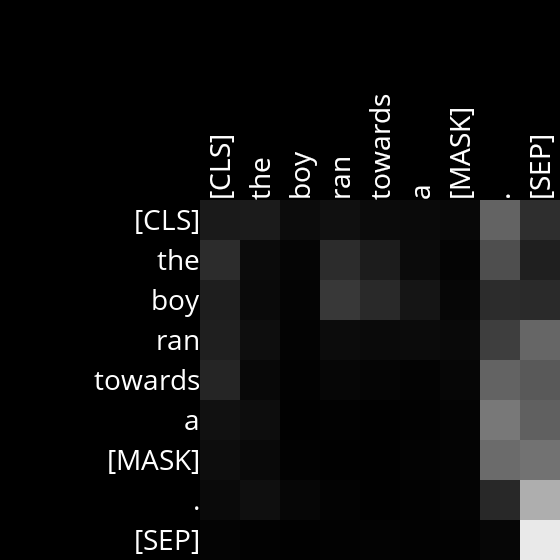 [CLS] the boy ran towards a [MASK] . [SEP]
[CLS]
the
boy
ran
towards
a
[MASK]
.
[SEP]